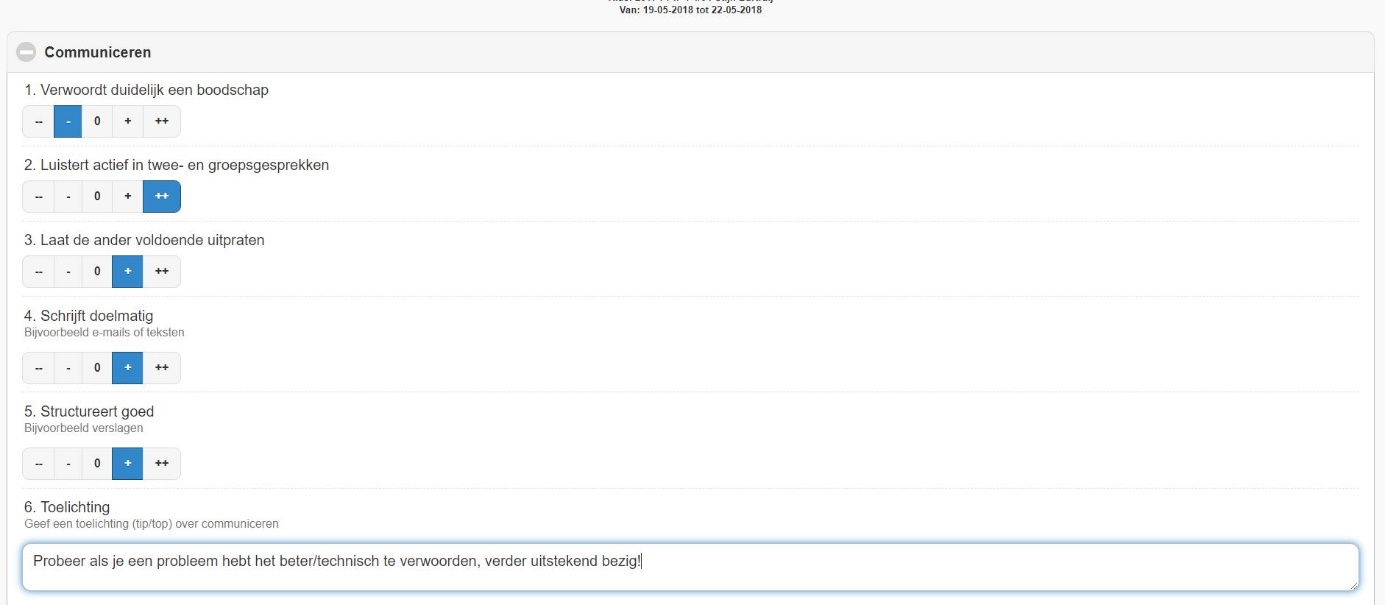 Van: 19-05-2018 tot 22-05-2018
Communiceren
1. Verwoordt duidelijk een boodschap
-- - 0 + ++
2. Luistert actief in twee- en groepsgesprekken
-- - 0 + ++
3. Laat de ander voldoende uitpraten
-- - 0 + ++
4. Schrijft doelmatig
Bijvoorbeeld e-mails of teksten
-- - 0 + ++
5. Structureert goed
Bijvoorbeeld verslagen
-- - 0 + ++
6. Toelichting
Geef een toelichting (tip/top) over communiceren
Probeer als je een probleem hebt het beter/technisch te verwoorden, verder uitstekend bezig!